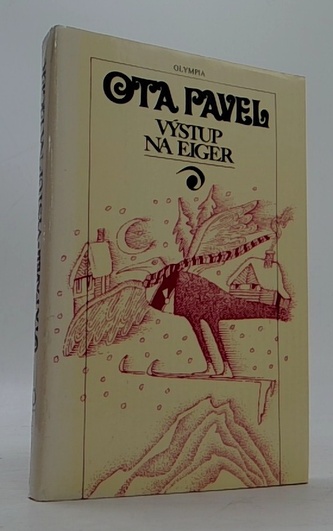 OLYMPIA
OTA PAVEL
VÝSTUP
NA EIGER